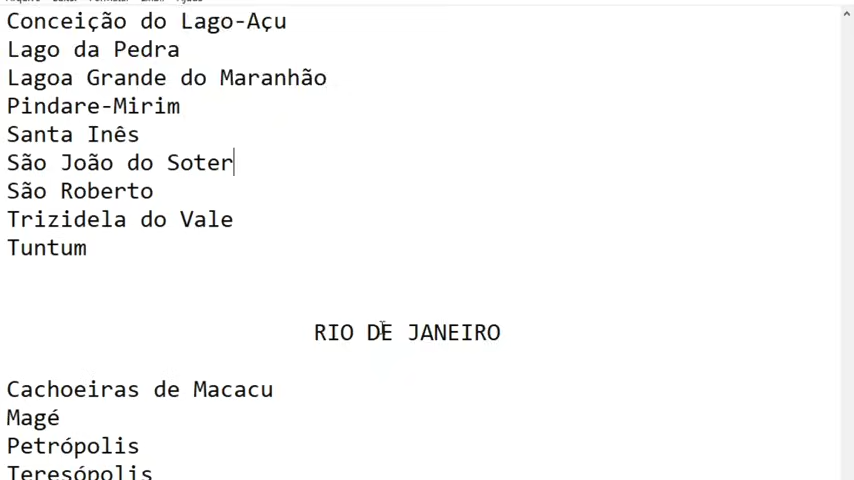 Conceição do Lago-Açu
Lago da Pedra
Lagoa Grande do Maranhão
Pindare-Mirim
Santa Inês
São João do Soter
São Roberto
Trizidela do Vale
Tuntum
RIO DE JANEIRO
Cachoeiras de Macacu
Magé
Petrópolis
Teresópolis